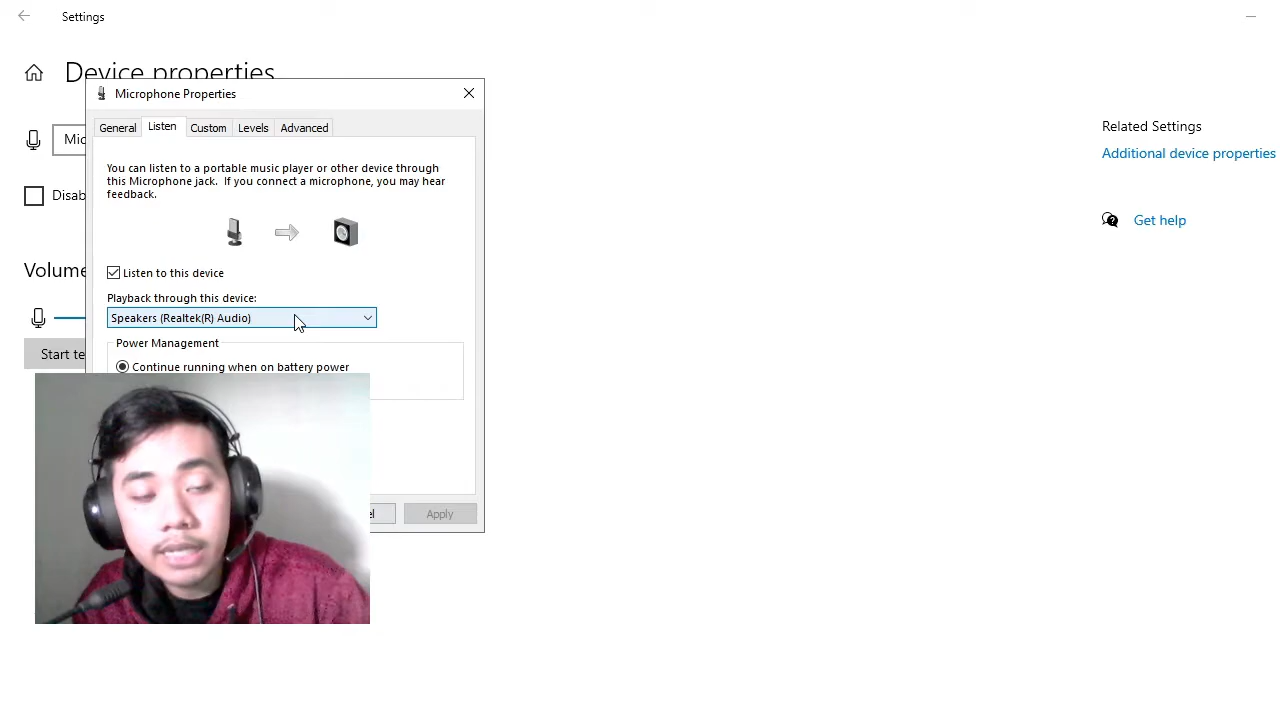 Settings
Device properties
Microphone Properties
General Listen Custom Levels Advanced
Mic
Disab
You can listen to a portable music player or other device through
this Microphone jack. If you connect a microphone, you may hear
feedback.
Volume
Listen to this device
Playback through this device:
Speakers (Realtek(R) Audio)
Start te
Power Management
Continue running when on battery power
el
Apply
Related Settings
Additional device properties
Get help